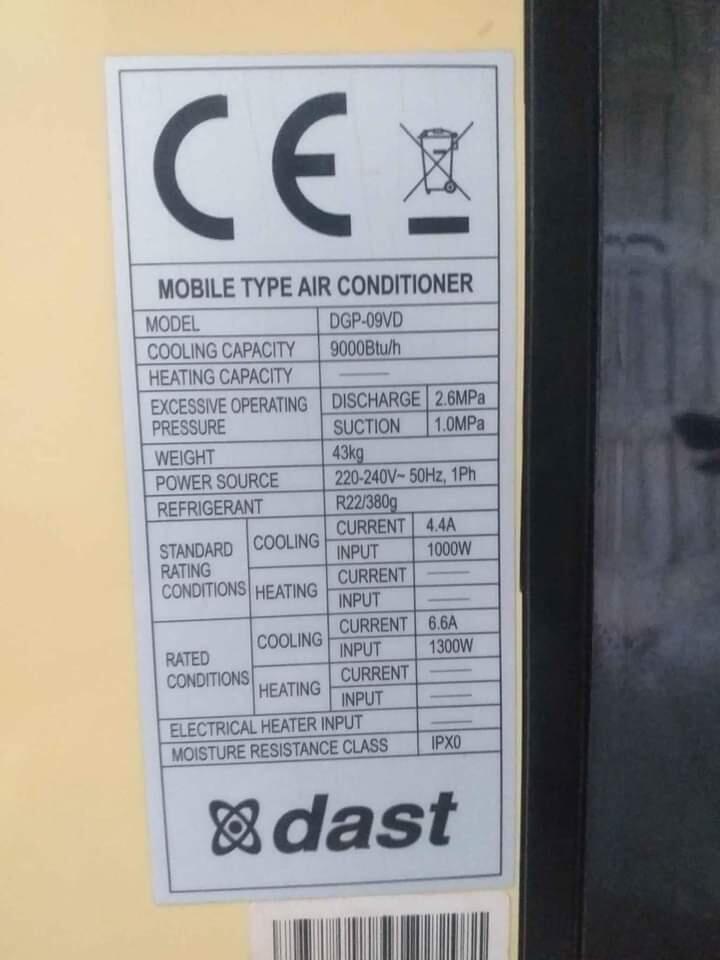 CE
MOBILE TYPE AIR CONDITIONER
MODEL DGP-09VD
COOLING CAPACITY 9000Btu/h
HEATING CAPACITY ——
EXCESSIVE OPERATING PRESSURE DISCHARGE 2.6MPa
SUCTION 1.0MPa
WEIGHT 43kg
POWER SOURCE 220-240V~ 50Hz, 1Ph
REFRIGERANT R22/380g
STANDARD RATING CONDITIONS COOLING CURRENT 4.4A
INPUT 1000W
HEATING CURRENT ——
INPUT ——
RATED CONDITIONS COOLING CURRENT 6.6A
INPUT 1300W
HEATING CURRENT ——
INPUT ——
ELECTRICAL HEATER INPUT ——
MOISTURE RESISTANCE CLASS IPX0
dast